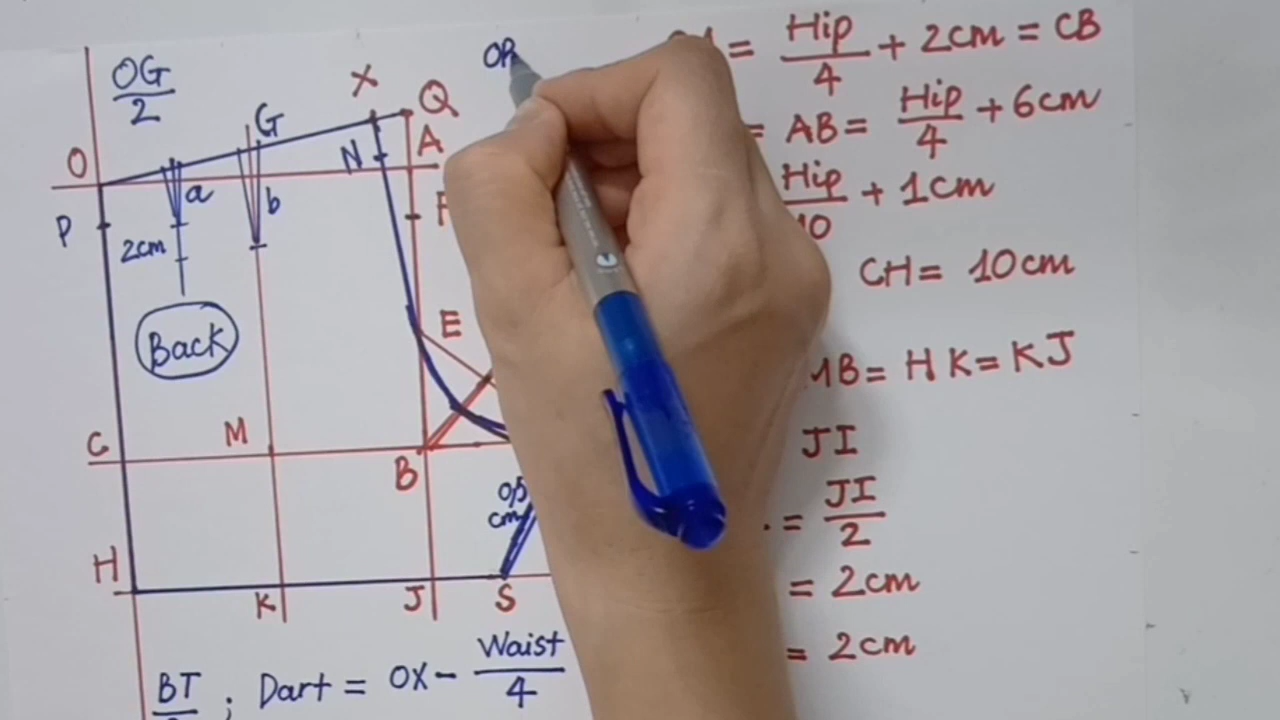 OG
2
X
Q
G
O
A
N
a
P
b
2cm
Back
E
C
M
B
0,5
cm
H
K
J
S
BT
; Dart = OX - Waist
4
OP
= Hip + 2cm = CB
4
= AB = Hip + 6cm
4
Hip + 1cm
10
CH = 10cm
= HK = KJ
JI
= JI
2
= 2cm
= 2cm